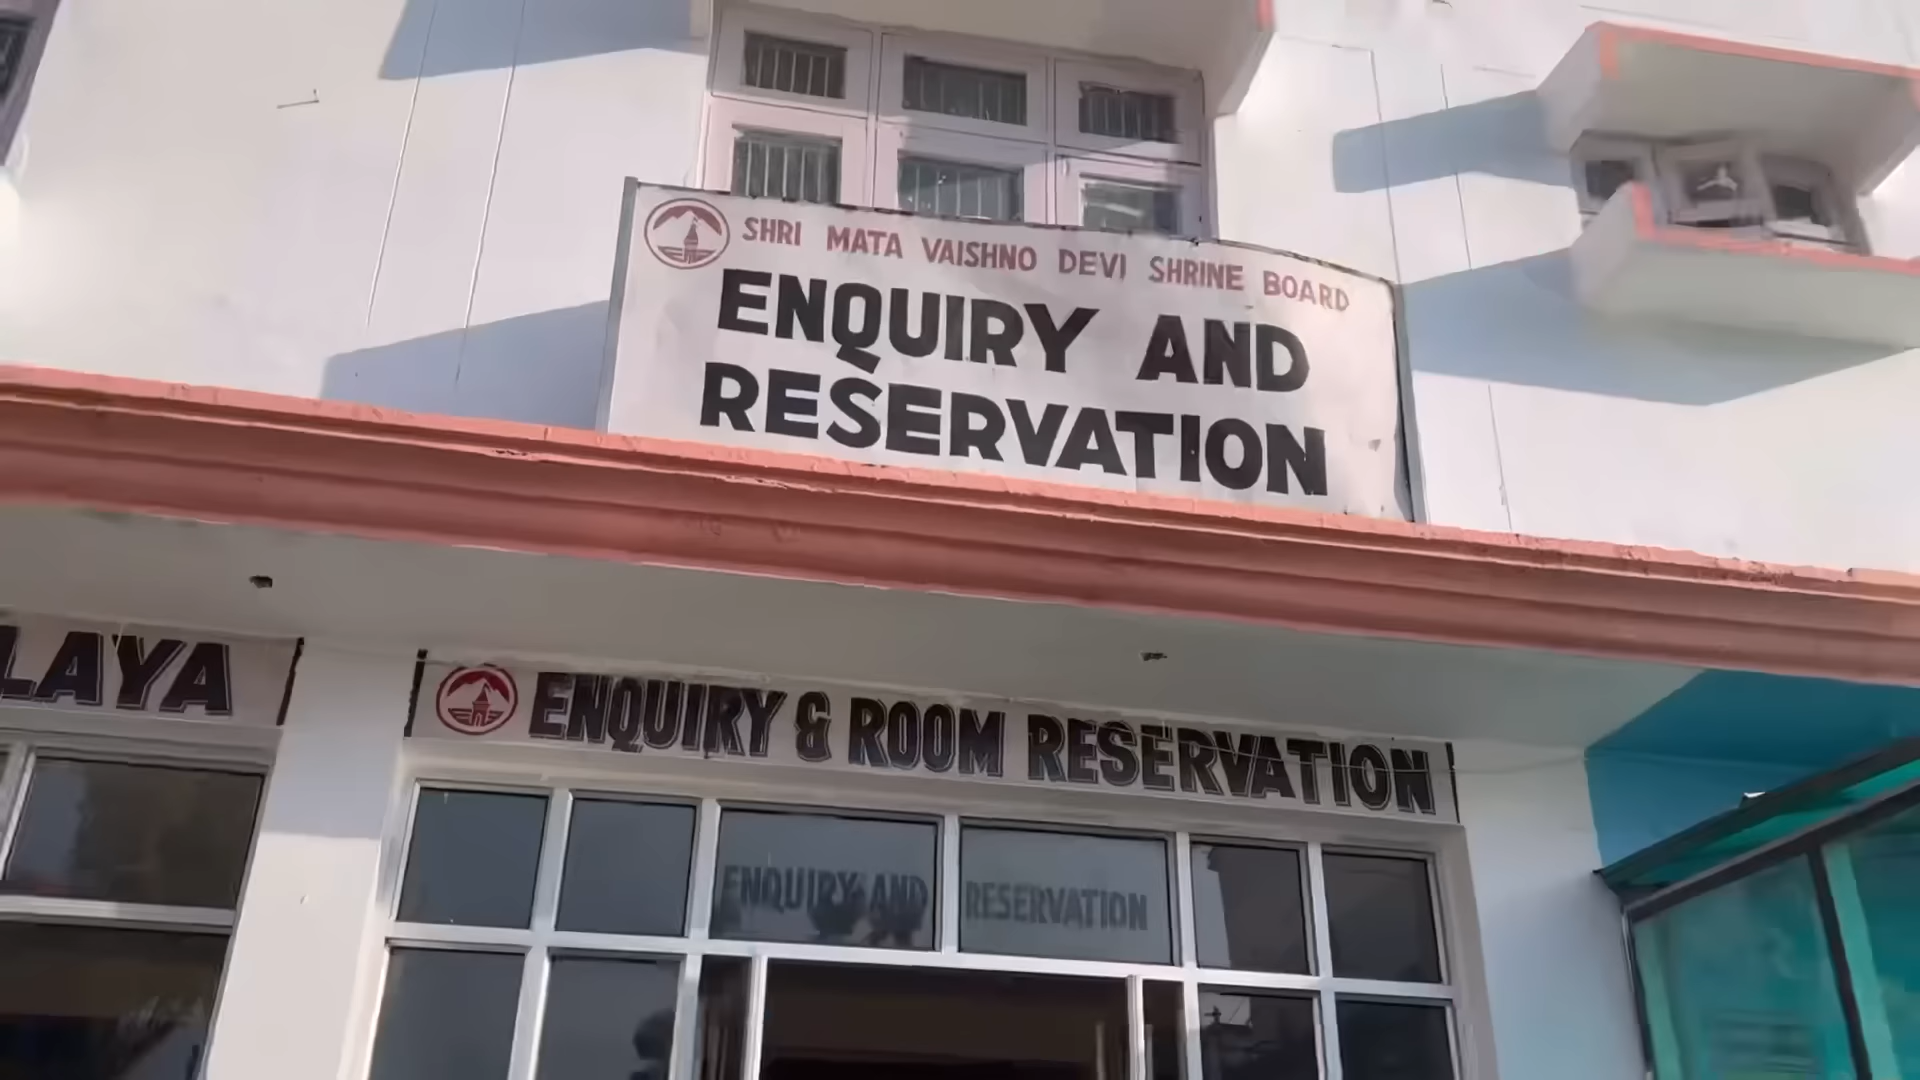 SHRI MATA VAISHNO DEVI SHRINE BOARD
ENQUIRY AND
RESERVATION
LAYA
ENQUIRY & ROOM RESERVATION
ENQUIRY AND RESERVATION